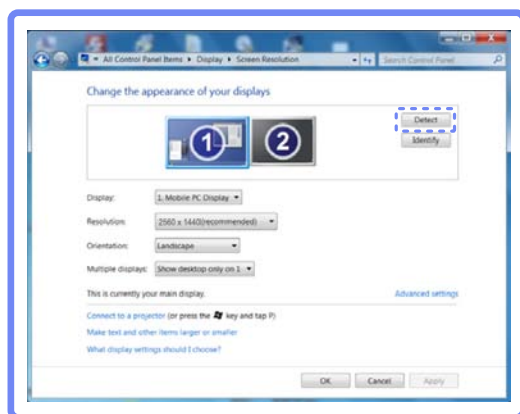 All Control Panel Items Display Screen Resolution
Search Control Panel
Change the appearance of your displays
1
2
Detect
Identify
Display: 1. Mobile PC Display
Resolution: 2560 x 1440(recommended)
Orientation: Landscape
Multiple displays: Show desktop only on 1
This is currently your main display.
Advanced settings
Connect to a projector (or press the key and tap P)
Make text and other items larger or smaller
What display settings should I choose?
OK Cancel Apply